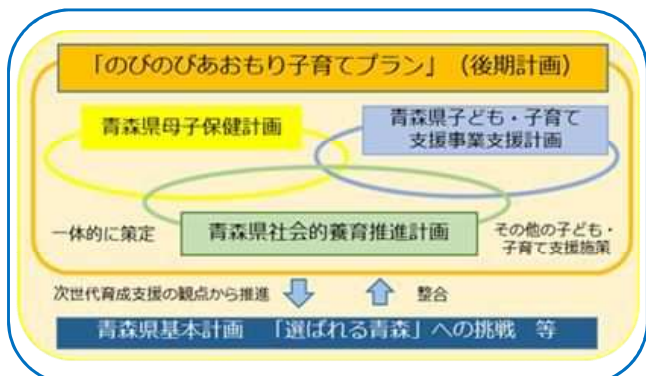 「のびのびあおもり子育てプラン」（後期計画）
青森県母子保健計画
青森県子ども・子育て
支援事業支援計画
一体的に策定
青森県社会的養育推進計画
その他の子ども・
子育て支援施策
次世代育成支援の観点から推進
整合
青森県基本計画　「選ばれる青森」への挑戦　等